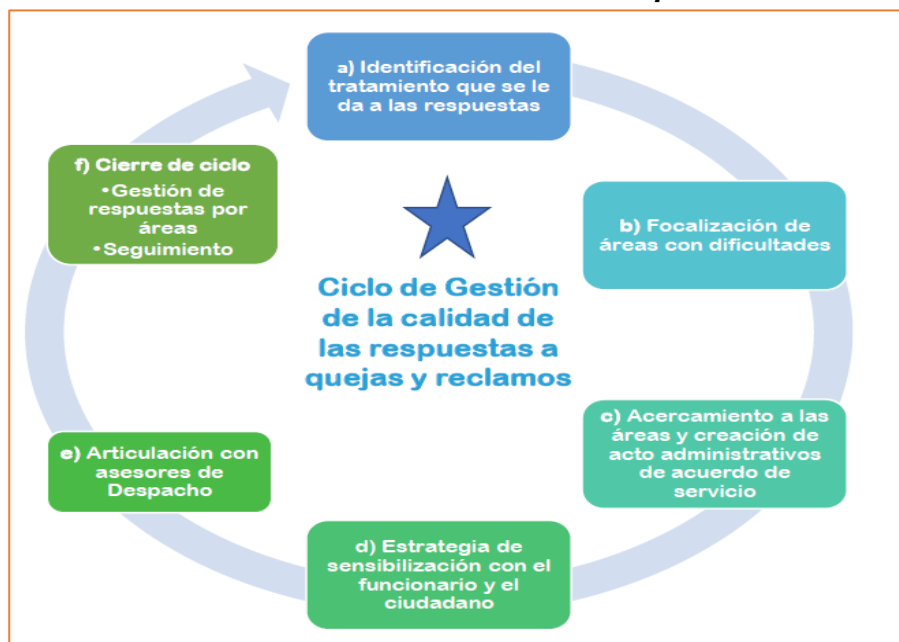 a) Identificación del
tratamiento que se le
da a las respuestas
b) Focalización de
áreas con dificultades
c) Acercamiento a las
áreas y creación de
acto administrativos
de acuerdo de
servicio
d) Estrategia de
sensibilización con el
funcionario y el
ciudadano
e) Articulación con
asesores de
Despacho
f) Cierre de ciclo
•Gestión de
respuestas por
áreas
•Seguimiento
Ciclo de Gestión
de la calidad de
las respuestas a
quejas y reclamos